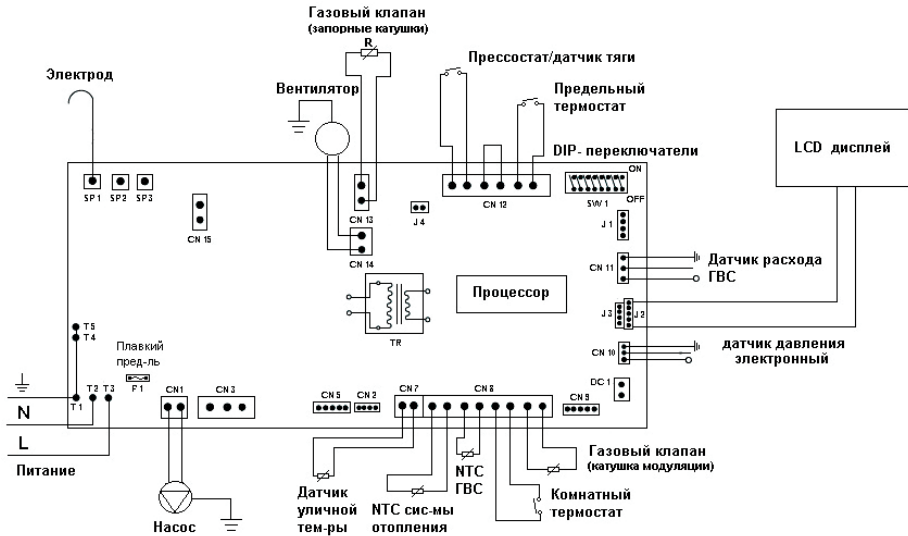 Газовый клапан
(запорные катушки)
R
Электрод
Вентилятор
Прессостат/датчик тяги
Предельный
термостат
DIP- переключатели
ON
OFF
SW 1
LCD дисплей
SP1
SP2
SP3
CN 15
CN 13
J 4
CN 12
J 1
CN 14
CN 11
Датчик расхода
ГВС
Процессор
TR
J 3
J 2
T5
T4
датчик давления
электронный
CN 10
Плавкий
пред-ль
F 1
DC 1
T1
T2
T3
CN1
CN 3
CN 5
CN 2
CN 7
CN 8
CN 9
N
L
Питание
Насос
Датчик
уличной
тем-ры
NTC сис-мы
отопления
NTC
ГВС
Комнатный
термостат
Газовый клапан
(катушка модуляции)